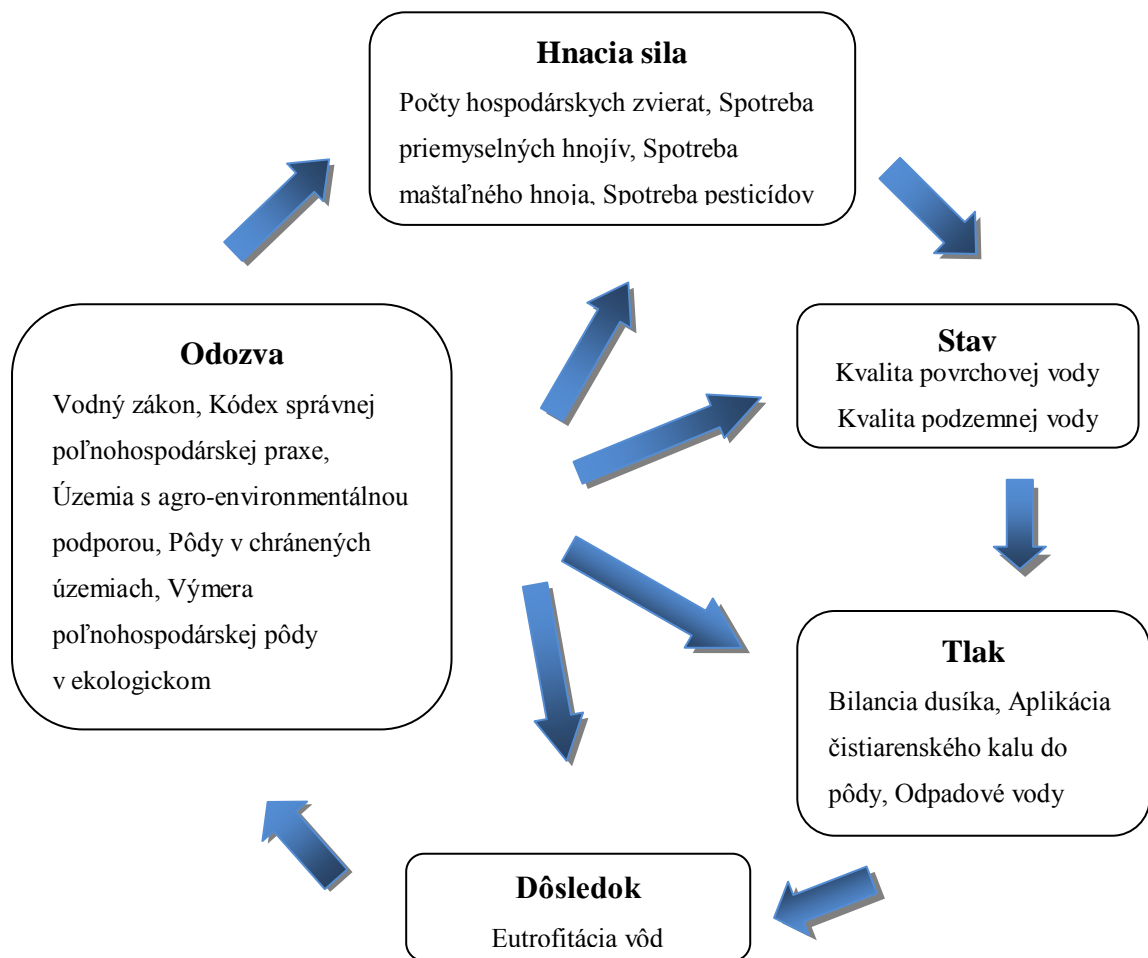 Hnacia sila
Počty hospodárskych zvierat, Spotreba
priemyselných hnojív, Spotreba
maštaľného hnoja, Spotreba pesticídov
Odozva
Vodný zákon, Kódex správnej
poľnohospodárskej praxe,
Územia s agro-environmentálnou
podporou, Pôdy v chránených
územiach, Výmera
poľnohospodárskej pôdy
v ekologickom
Stav
Kvalita povrchovej vody
Kvalita podzemnej vody
Tlak
Bilancia dusíka, Aplikácia
čistiarenského kalu do
pôdy, Odpadové vody
Dôsledok
Eutrofitácia vôd